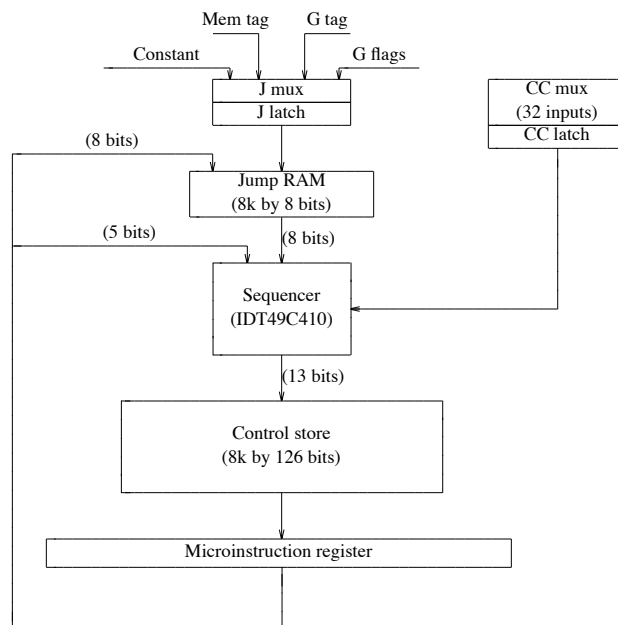 Mem tag
G tag
Constant
G flags
J mux
J latch
CC mux
(32 inputs)
CC latch
(8 bits)
Jump RAM
(8k by 8 bits)
(5 bits)
(8 bits)
Sequencer
(IDT49C410)
(13 bits)
Control store
(8k by 126 bits)
Microinstruction register